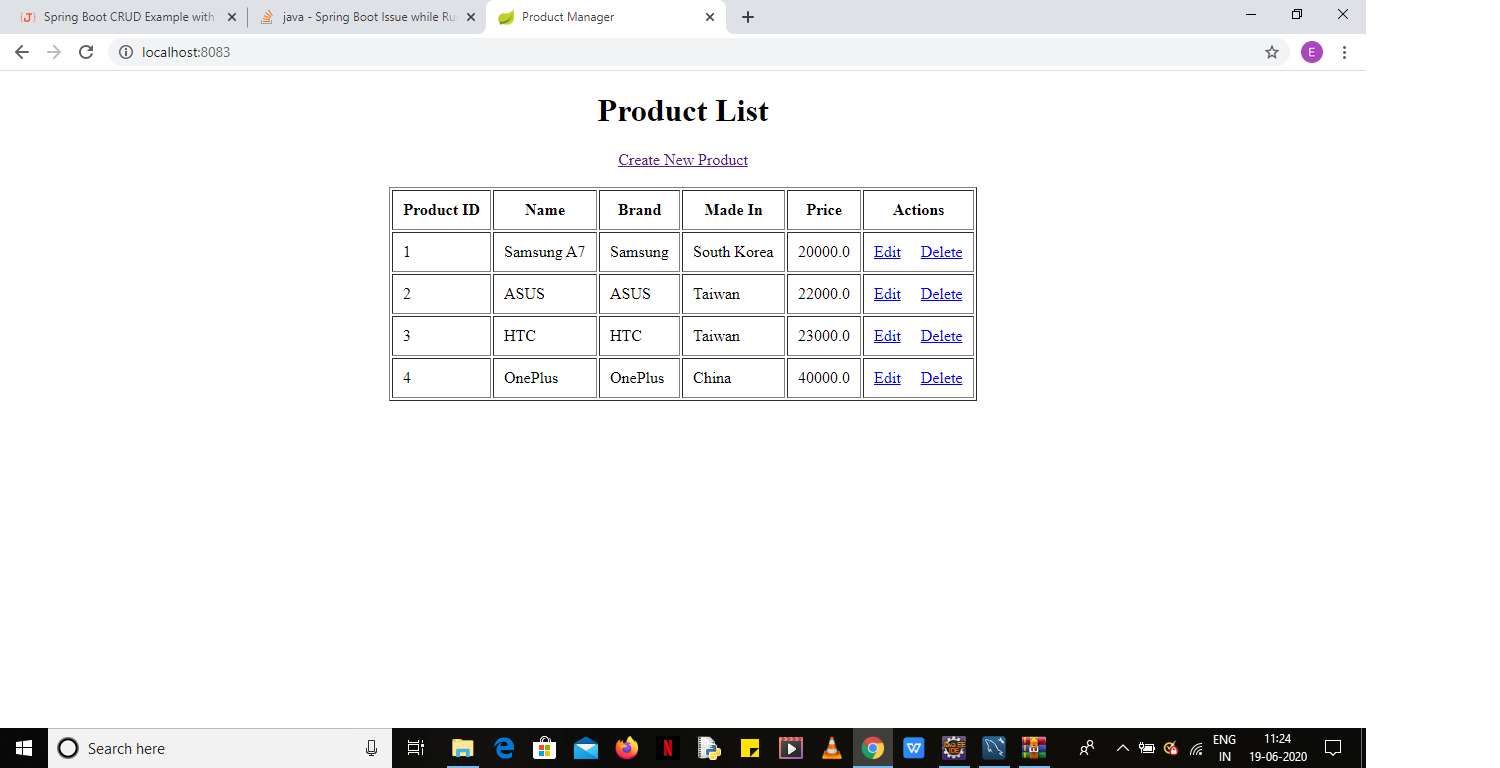 Spring Boot CRUD Example with
java - Spring Boot Issue while Ru
Product Manager
localhost:8083
E
Product List
Create New Product
Product ID Name Brand Made In Price Actions
1 Samsung A7 Samsung South Korea 20000.0 Edit Delete
2 ASUS ASUS Taiwan 22000.0 Edit Delete
3 HTC HTC Taiwan 23000.0 Edit Delete
4 OnePlus OnePlus China 40000.0 Edit Delete
Search here
ENG
IN
11:24
19-06-2020